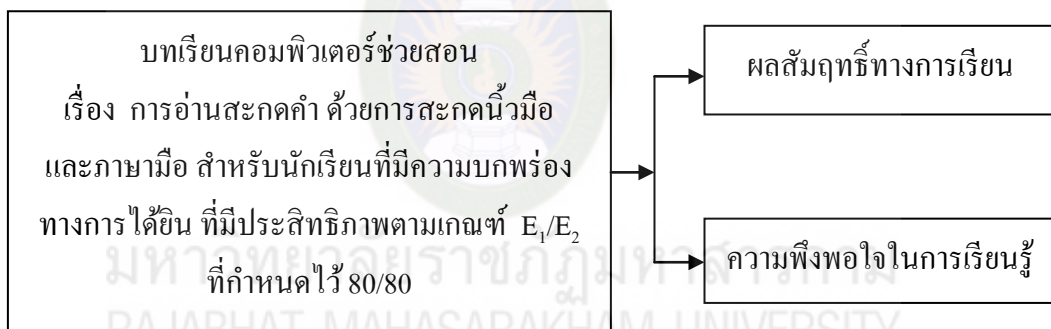 บทเรียนคอมพิวเตอร์ช่วยสอน
เรื่อง การอ่านสะกดคำ ด้วยการสะกดนิ้วมือ
และภาษามือ สำหรับนักเรียนที่มีความบกพร่อง
ทางการได้ยิน ที่มีประสิทธิภาพตามเกณฑ์ E₁/E₂
ที่กำหนดไว้ 80/80
ผลสัมฤทธิ์ทางการเรียน
ความพึงพอใจในการเรียนรู้
มหาวิทยาลัยราชภัฏมหาสารคาม
RAJABHAT MAHASARAKHAM UNIVERSITY